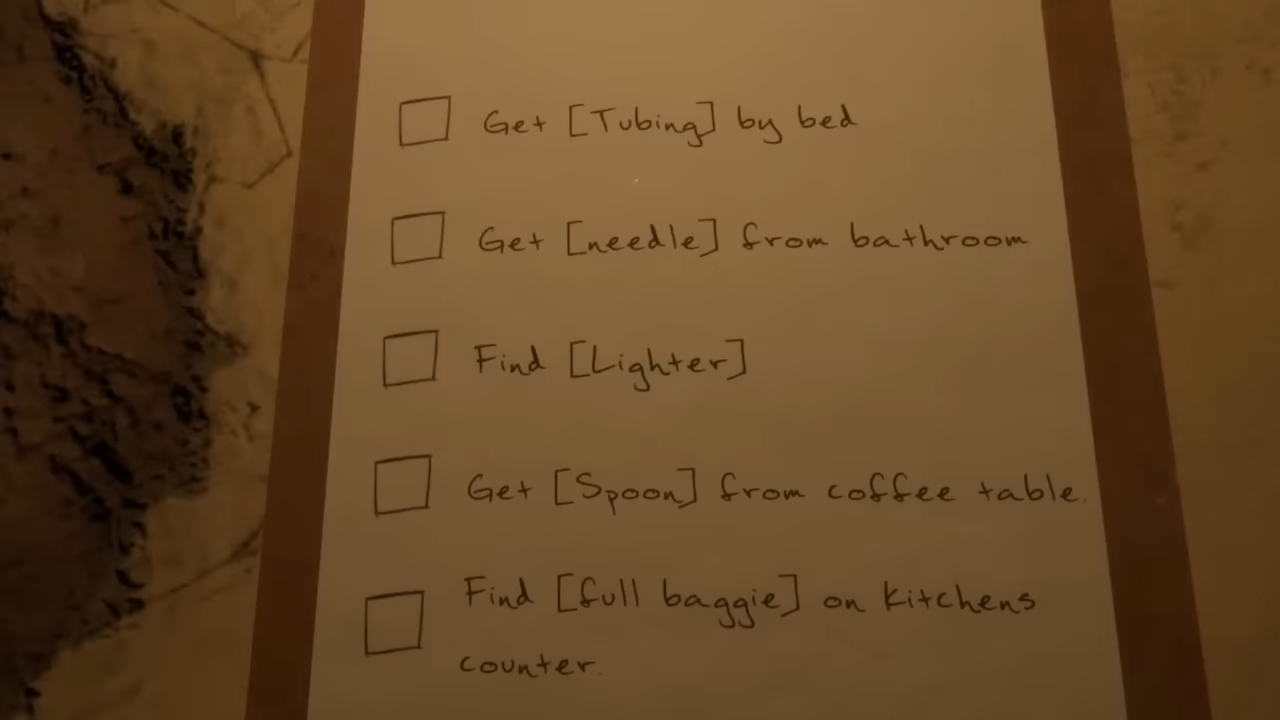 Get [Tubing] by bed
Get [needle] from bathroom
Find [Lighter]
Get [Spoon] from coffee table.
Find [full baggie] on Kitchens
counter.